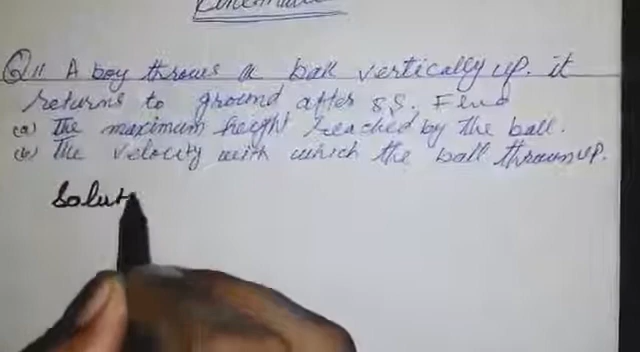 Q11 A boy throws a ball vertically up. it
returns to ground after 8S. Find
(a) The maximum height reached by the ball.
(b) The velocity with which the ball thrown up.
Solut